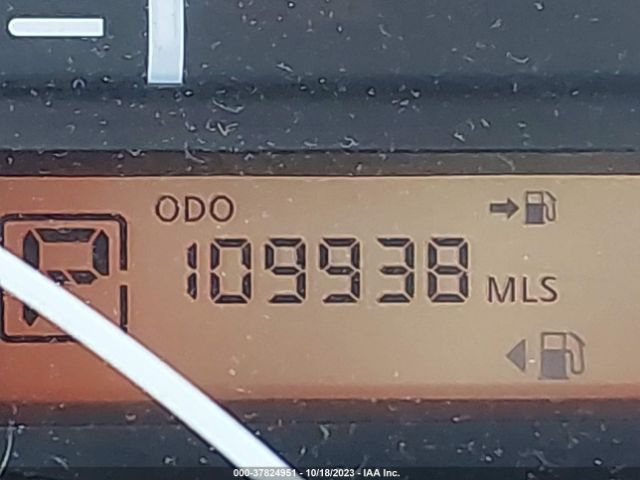 ODO
P
109938 MLS
000-37824951 - 10/18/2023 - IAA Inc.